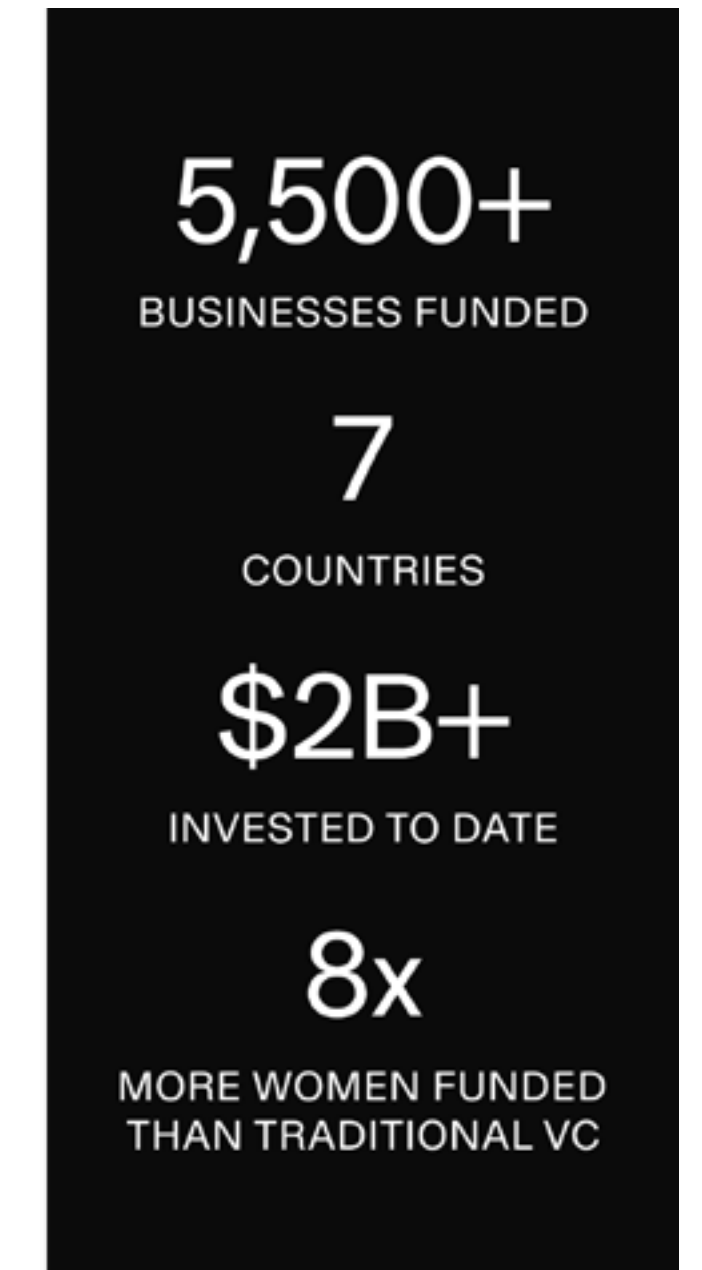 5,500+
BUSINESSES FUNDED
7
COUNTRIES
$2B+
INVESTED TO DATE
8x
MORE WOMEN FUNDED
THAN TRADITIONAL VC